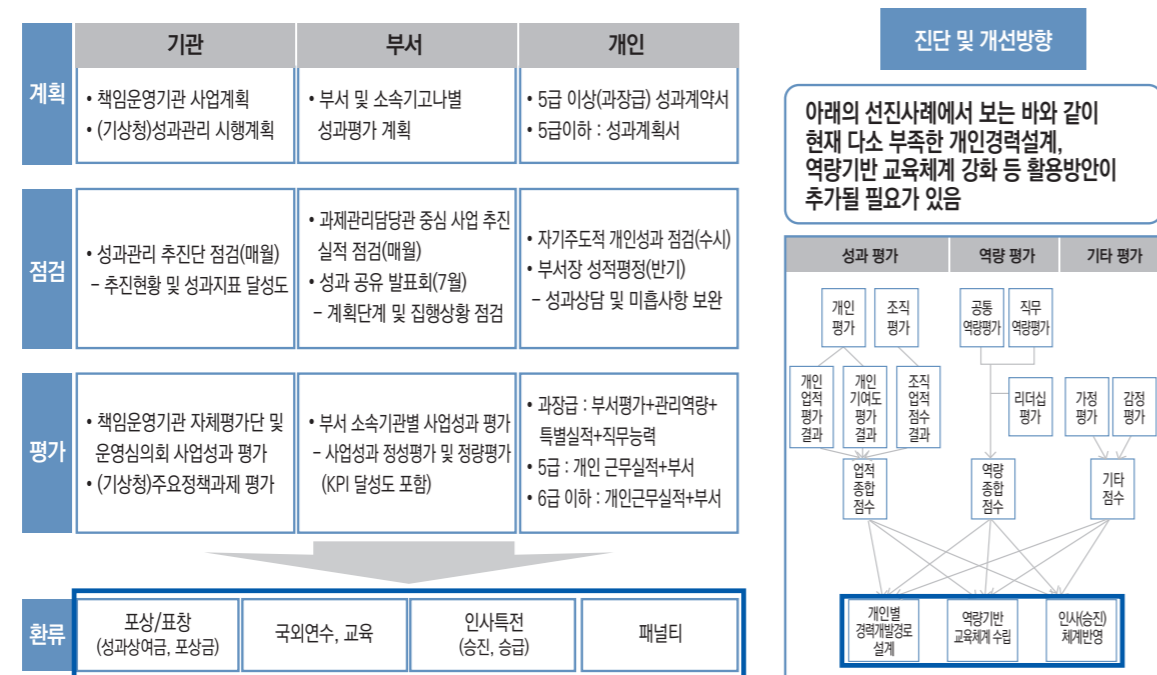 기관
부서
개인
계획
• 책임운영기관 사업계획
• (기상청)성과관리 시행계획
• 부서 및 소속기고나별
성과평가 계획
• 5급 이상(과장급) 성과계약서
• 5급이하 : 성과계획서
점검
• 성과관리 추진단 점검(매월)
– 추진현황 및 성과지표 달성도
• 과제관리담당관 중심 사업 추진
실적 점검(매월)
• 성과 공유 발표회(7월)
– 계획단계 및 집행상황 점검
• 자기주도적 개인성과 점검(수시)
• 부서장 성적평정(반기)
– 성과상담 및 미흡사항 보완
평가
• 책임운영기관 자체평가단 및
운영심의회 사업성과 평가
• (기상청)주요정책과제 평가
• 부서 소속기관별 사업성과 평가
– 사업성과 정성평가 및 정량평가
(KPI 달성도 포함)
• 과장급 : 부서평가+관리역량+
특별실적+직무능력
• 5급 : 개인 근무실적+부서
• 6급 이하 : 개인근무실적+부서
환류
포상/표창
(성과상여금, 포상금)
국외연수, 교육
인사특전
(승진, 승급)
패널티
진단 및 개선방향
아래의 선진사례에서 보는 바와 같이
현재 다소 부족한 개인경력설계,
역량기반 교육체계 강화 등 활용방안이
추가될 필요가 있음
성과 평가
역량 평가
기타 평가
개인
평가
조직
평가
공통
역량평가
직무
역량평가
개인
업적
평가
결과
개인
기여도
평가
결과
조직
업적
점수
결과
리더십
평가
가정
평가
감정
평가
업적
종합
점수
역량
종합
점수
기타
점수
개인별
경력개발경로
설계
역량기반
교육체계 수립
인사(승진)
체계반영